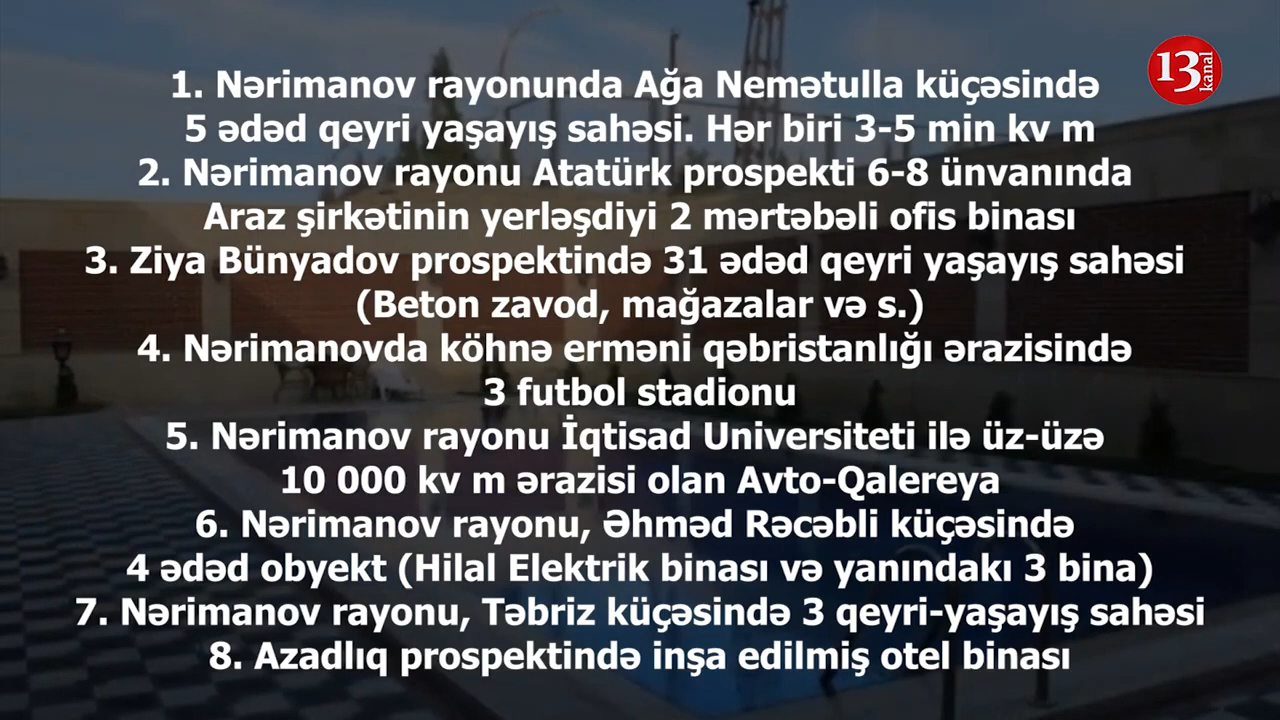 13 kanal
1. Nərimanov rayonunda Ağa Nemətulla küçəsində
5 ədəd qeyri yaşayış sahəsi. Hər biri 3-5 min kv m
2. Nərimanov rayonu Atatürk prospekti 6-8 ünvanında
Araz şirkətinin yerləşdiyi 2 mərtəbəli ofis binası
3. Ziya Bünyadov prospektində 31 ədəd qeyri yaşayış sahəsi
(Beton zavod, mağazalar və s.)
4. Nərimanovda köhnə erməni qəbristanlığı ərazisində
3 futbol stadionu
5. Nərimanov rayonu İqtisad Universiteti ilə üz-üzə
10 000 kv m ərazisi olan Avto-Qalereya
6. Nərimanov rayonu, Əhməd Rəcəbli küçəsində
4 ədəd obyekt (Hilal Elektrik binası və yanındakı 3 bina)
7. Nərimanov rayonu, Təbriz küçəsində 3 qeyri-yaşayış sahəsi
8. Azadlıq prospektində inşa edilmiş otel binası